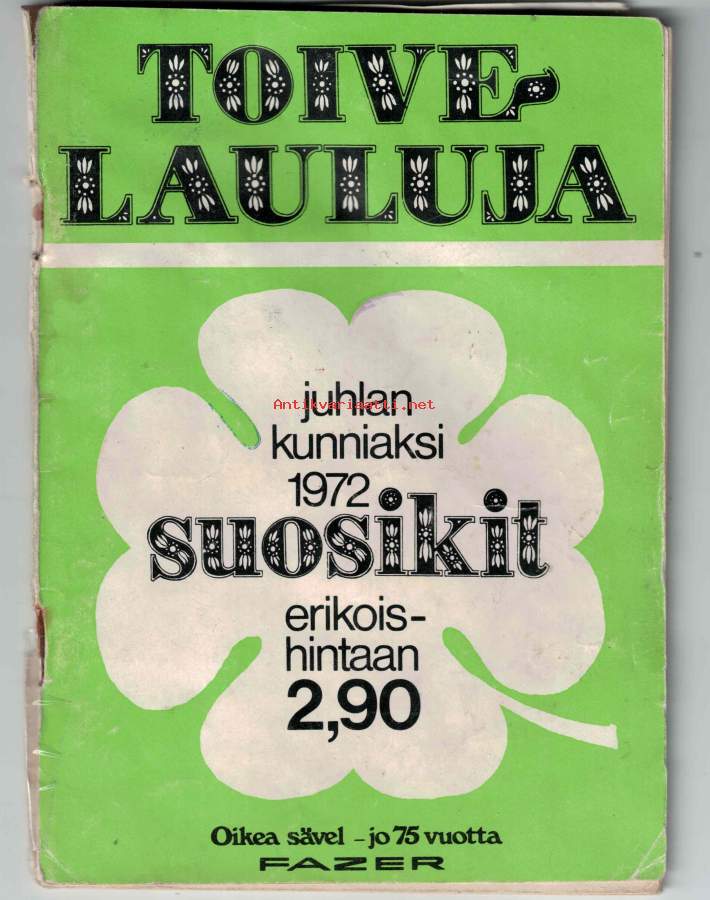 TOIVE-
LAULUJA
juhlan
Antikvariaatti.net
kunniaksi
1972
suosikit
erikois-
hintaan
2,90
Oikea sävel - jo 75 vuotta
FAZER